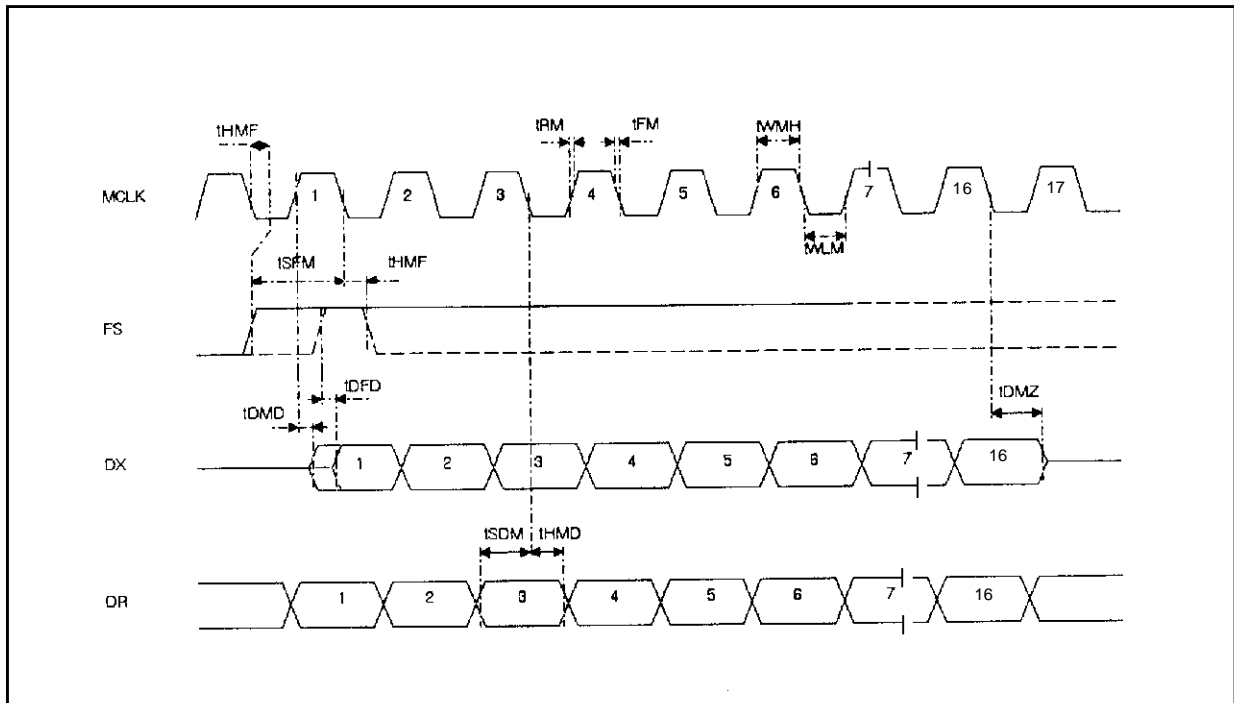 tHMF
tRM tFM tWMH
MCLK 1 2 3 4 5 6 7 16 17
tWLM
tSFM tHMF
FS
tDFD
tDMD
tDMZ
DX 1 2 3 4 5 6 7 16
tSDM tHMD
DR 1 2 3 4 5 6 7 16